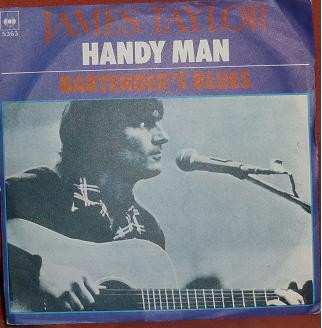 JAMES TAYLOR
CBS
5363
HANDY MAN
BARTENDER'S BLUES